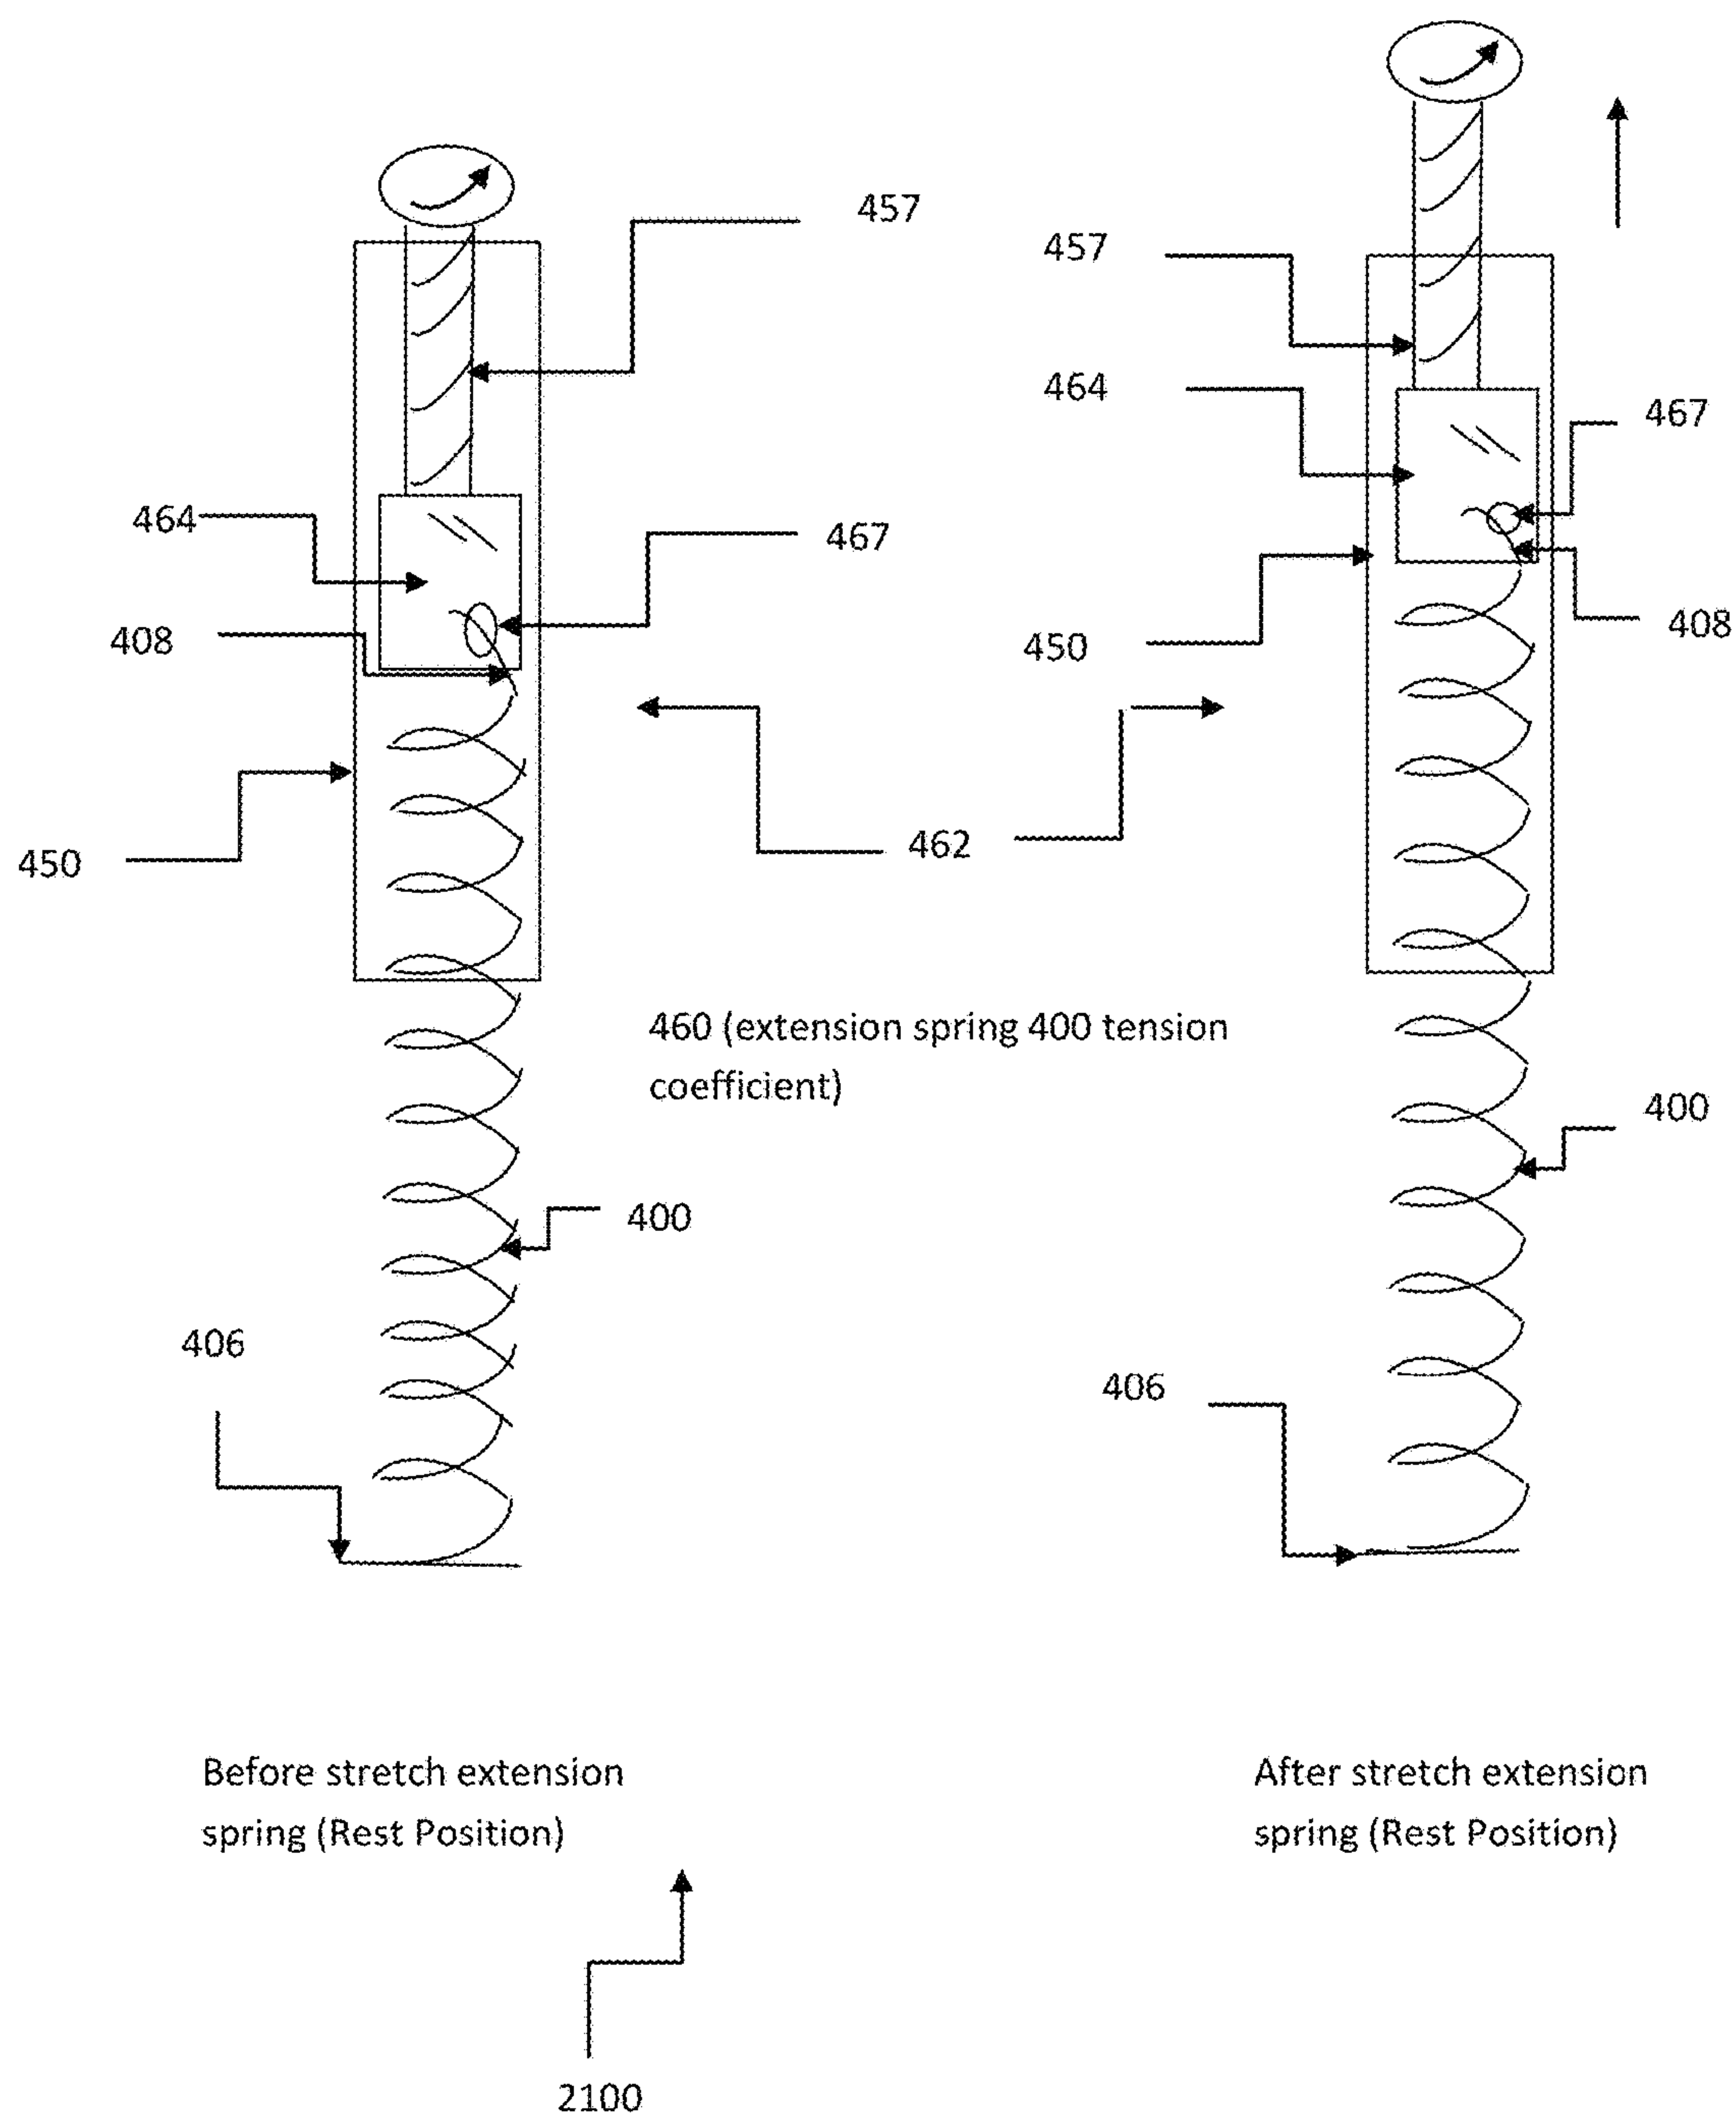 457
457
464
467
464
467
408
408
450
450
462
460 (extension spring 400 tension
coefficient)
400
400
406
406
Before stretch extension
spring (Rest Position)
After stretch extension
spring (Rest Position)
2100